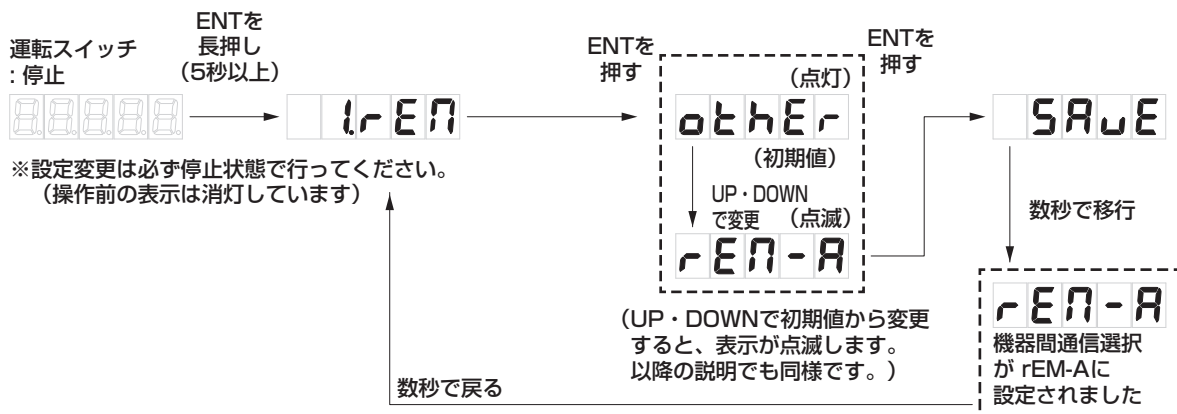 運転スイッチ
: 停止
8.8.8.8.8.
ENTを
長押し
（5秒以上）
1.rEM
※設定変更は必ず停止状態で行ってください。
（操作前の表示は消灯しています）
ENTを
押す
（点灯）
othEr
（初期値）
UP・DOWN
で変更
（点滅）
rEM-A
（UP・DOWNで初期値から変更
すると、表示が点滅します。
以降の説明でも同様です。）
ENTを
押す
SAvE
数秒で移行
rEM-A
機器間通信選択
が rEM-Aに
設定されました
数秒で戻る